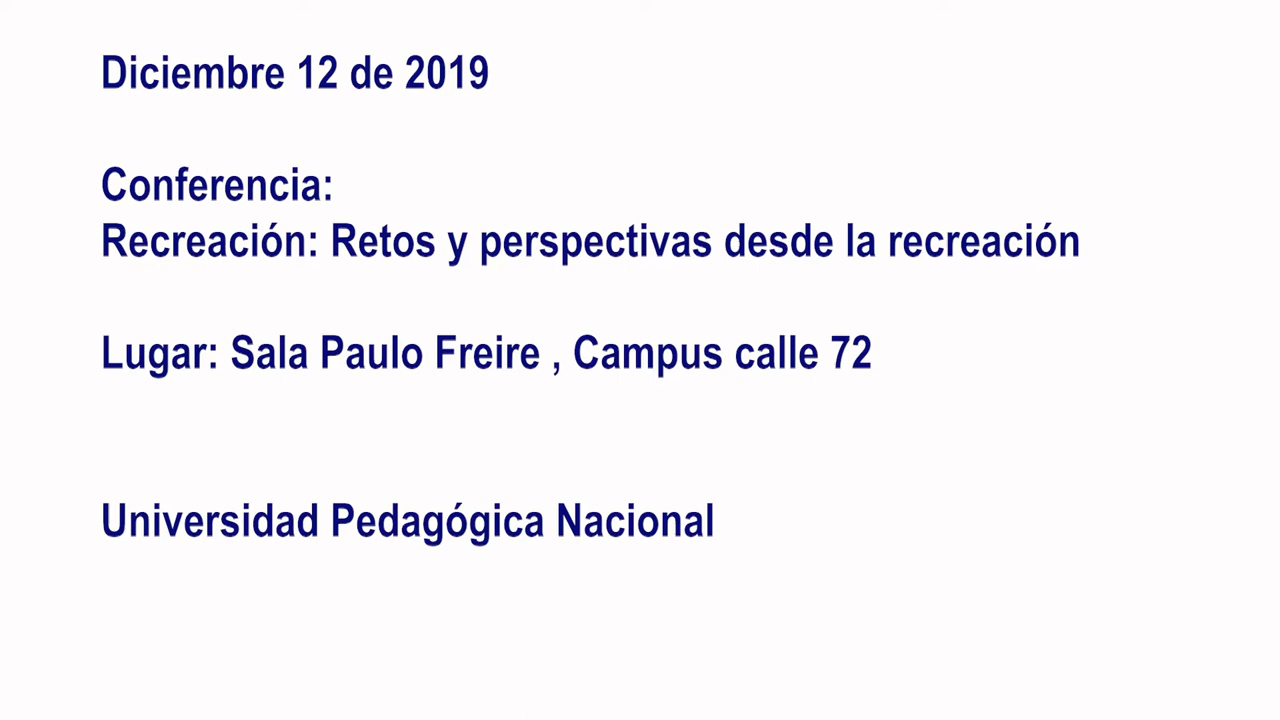 Diciembre 12 de 2019
Conferencia:
Recreación: Retos y perspectivas desde la recreación
Lugar: Sala Paulo Freire , Campus calle 72
Universidad Pedagógica Nacional